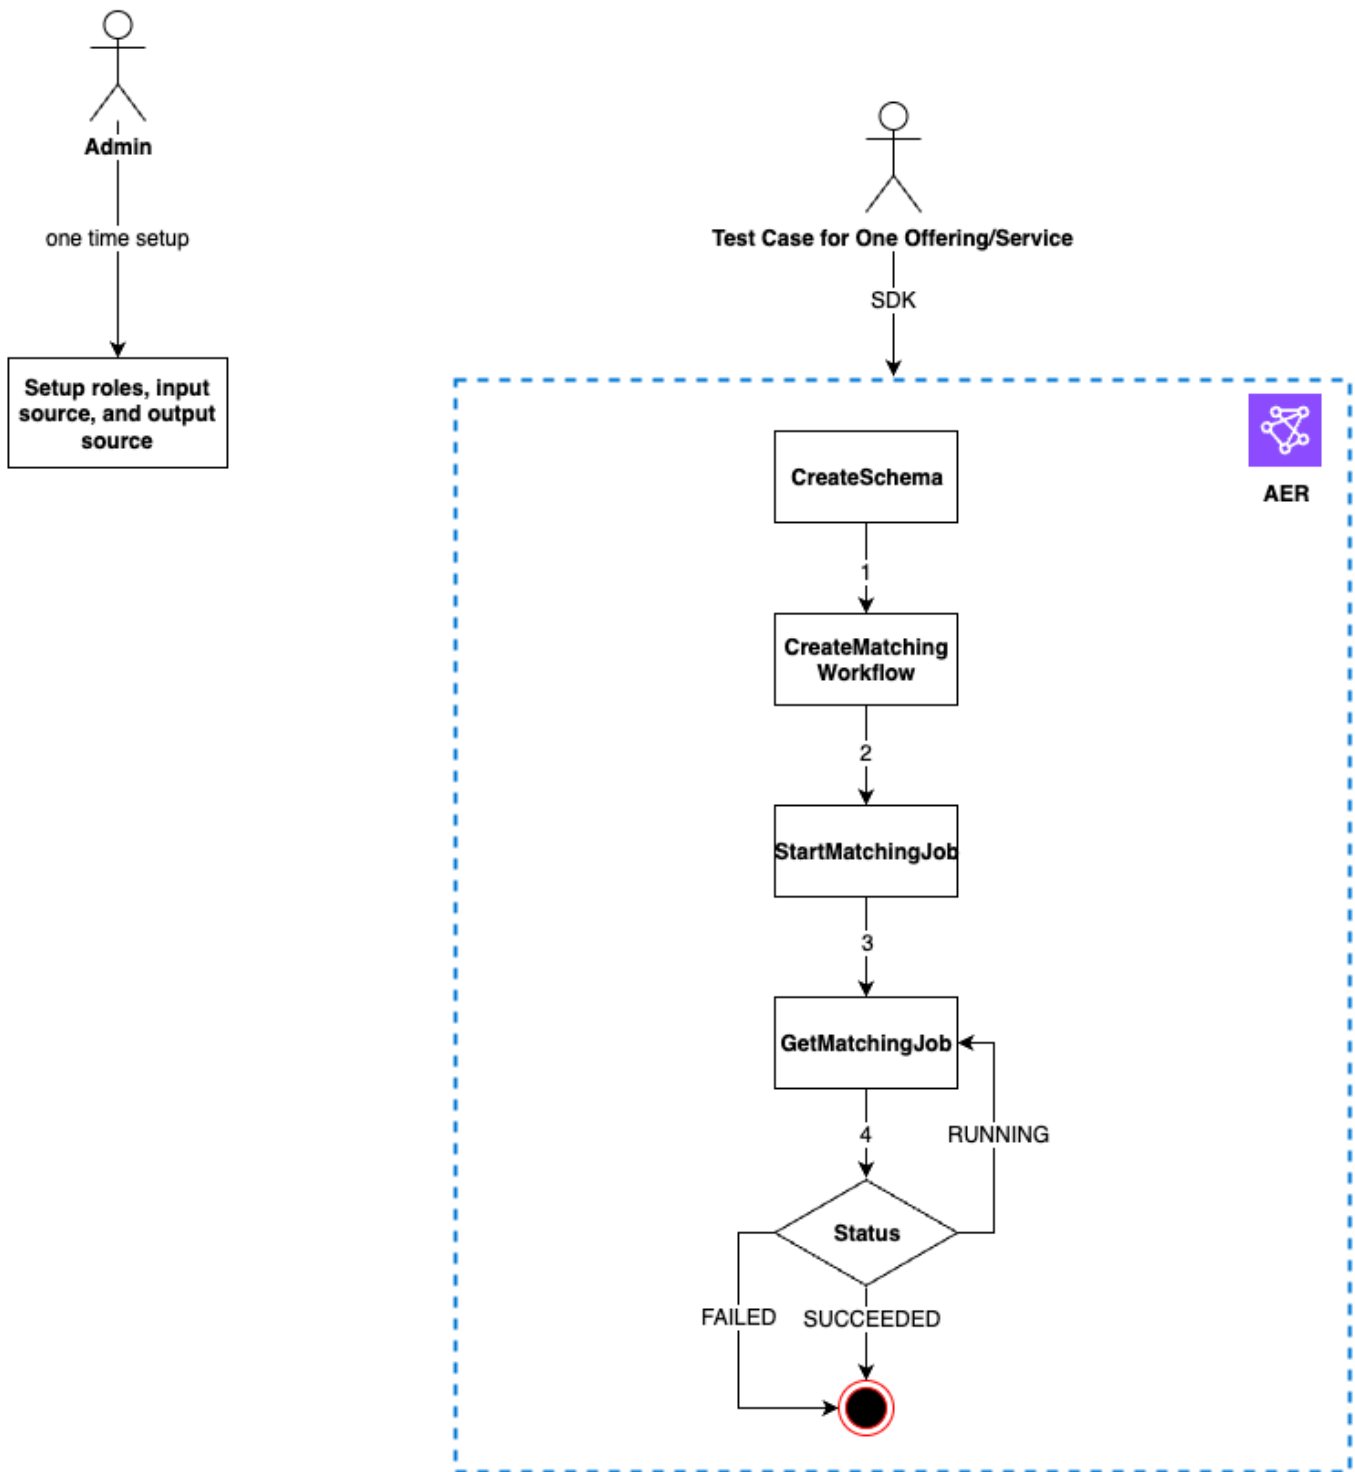 Admin
one time setup
Setup roles, input
source, and output
source
Test Case for One Offering/Service
SDK
AER
CreateSchema
1
CreateMatching
Workflow
2
StartMatchingJob
3
GetMatchingJob
4
RUNNING
Status
FAILED
SUCCEEDED